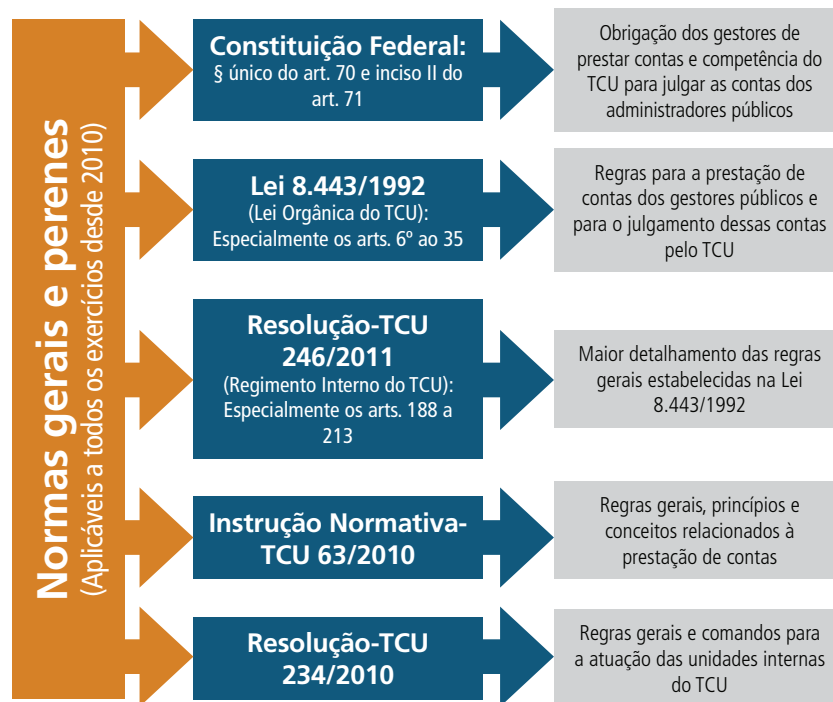 Normas gerais e perenes
(Aplicáveis a todos os exercícios desde 2010)
Constituição Federal:
§ único do art. 70 e inciso II do
art. 71
Obrigação dos gestores de
prestar contas e competência do
TCU para julgar as contas dos
administradores públicos
Lei 8.443/1992
(Lei Orgânica do TCU):
Especialmente os arts. 6º ao 35
Regras para a prestação de
contas dos gestores públicos e
para o julgamento dessas contas
pelo TCU
Resolução-TCU
246/2011
(Regimento Interno do TCU):
Especialmente os arts. 188 a
213
Maior detalhamento das regras
gerais estabelecidas na Lei
8.443/1992
Instrução Normativa-
TCU 63/2010
Regras gerais, princípios e
conceitos relacionados à
prestação de contas
Resolução-TCU
234/2010
Regras gerais e comandos para
a atuação das unidades internas
do TCU